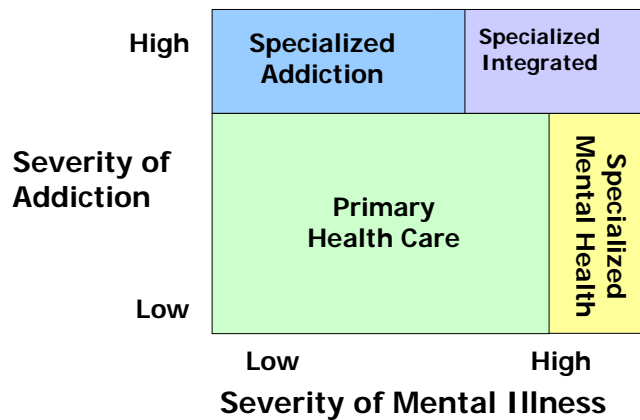 High
Specialized
Addiction
Specialized
Integrated
Severity of
Addiction
Primary
Health Care
Specialized
Mental Health
Low
Low
High
Severity of Mental Illness